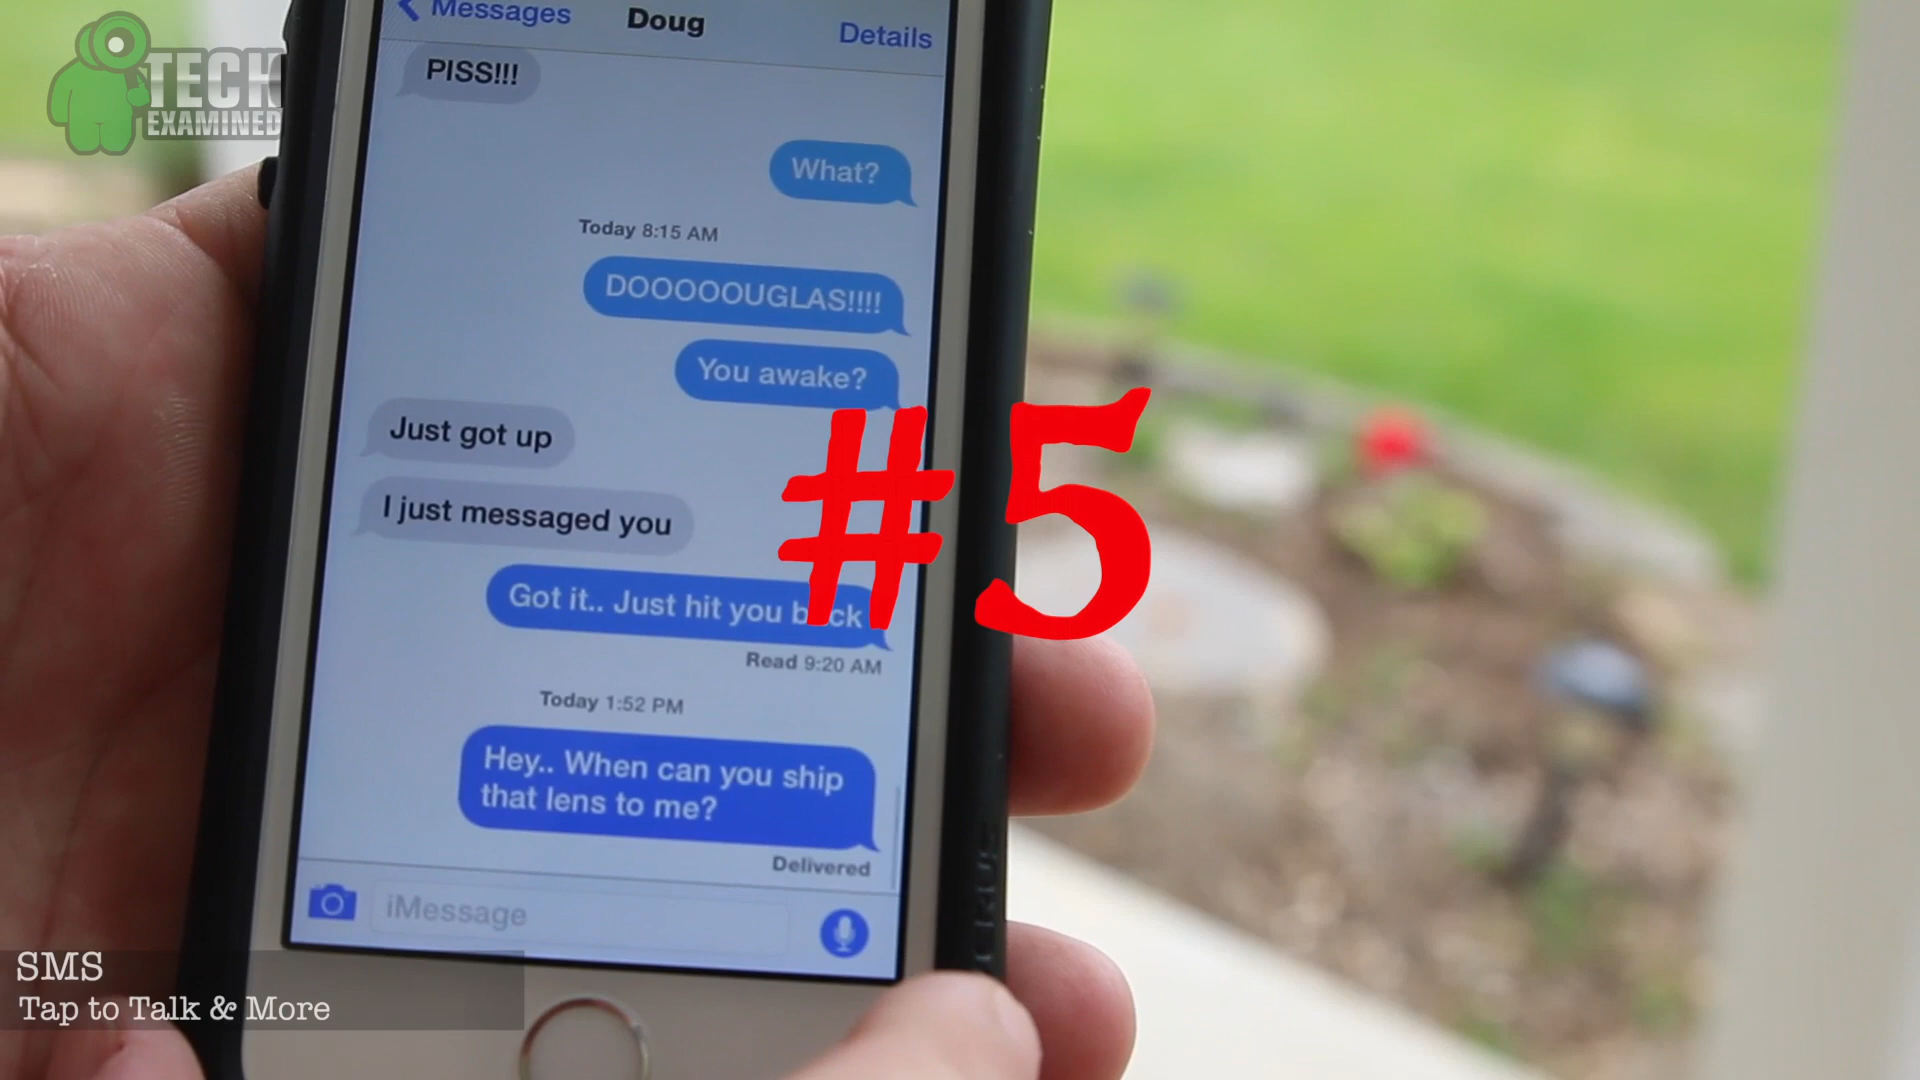 TECH
EXAMINED
Messages
Doug
Details
PISS!!!
What?
Today 8:15 AM
DOOOOOUGLAS!!!!
You awake?
Just got up
I just messaged you
#5
Got it.. Just hit you back
Read 9:20 AM
Today 1:52 PM
Hey.. When can you ship
that lens to me?
Delivered
iMessage
SMS
Tap to Talk & More